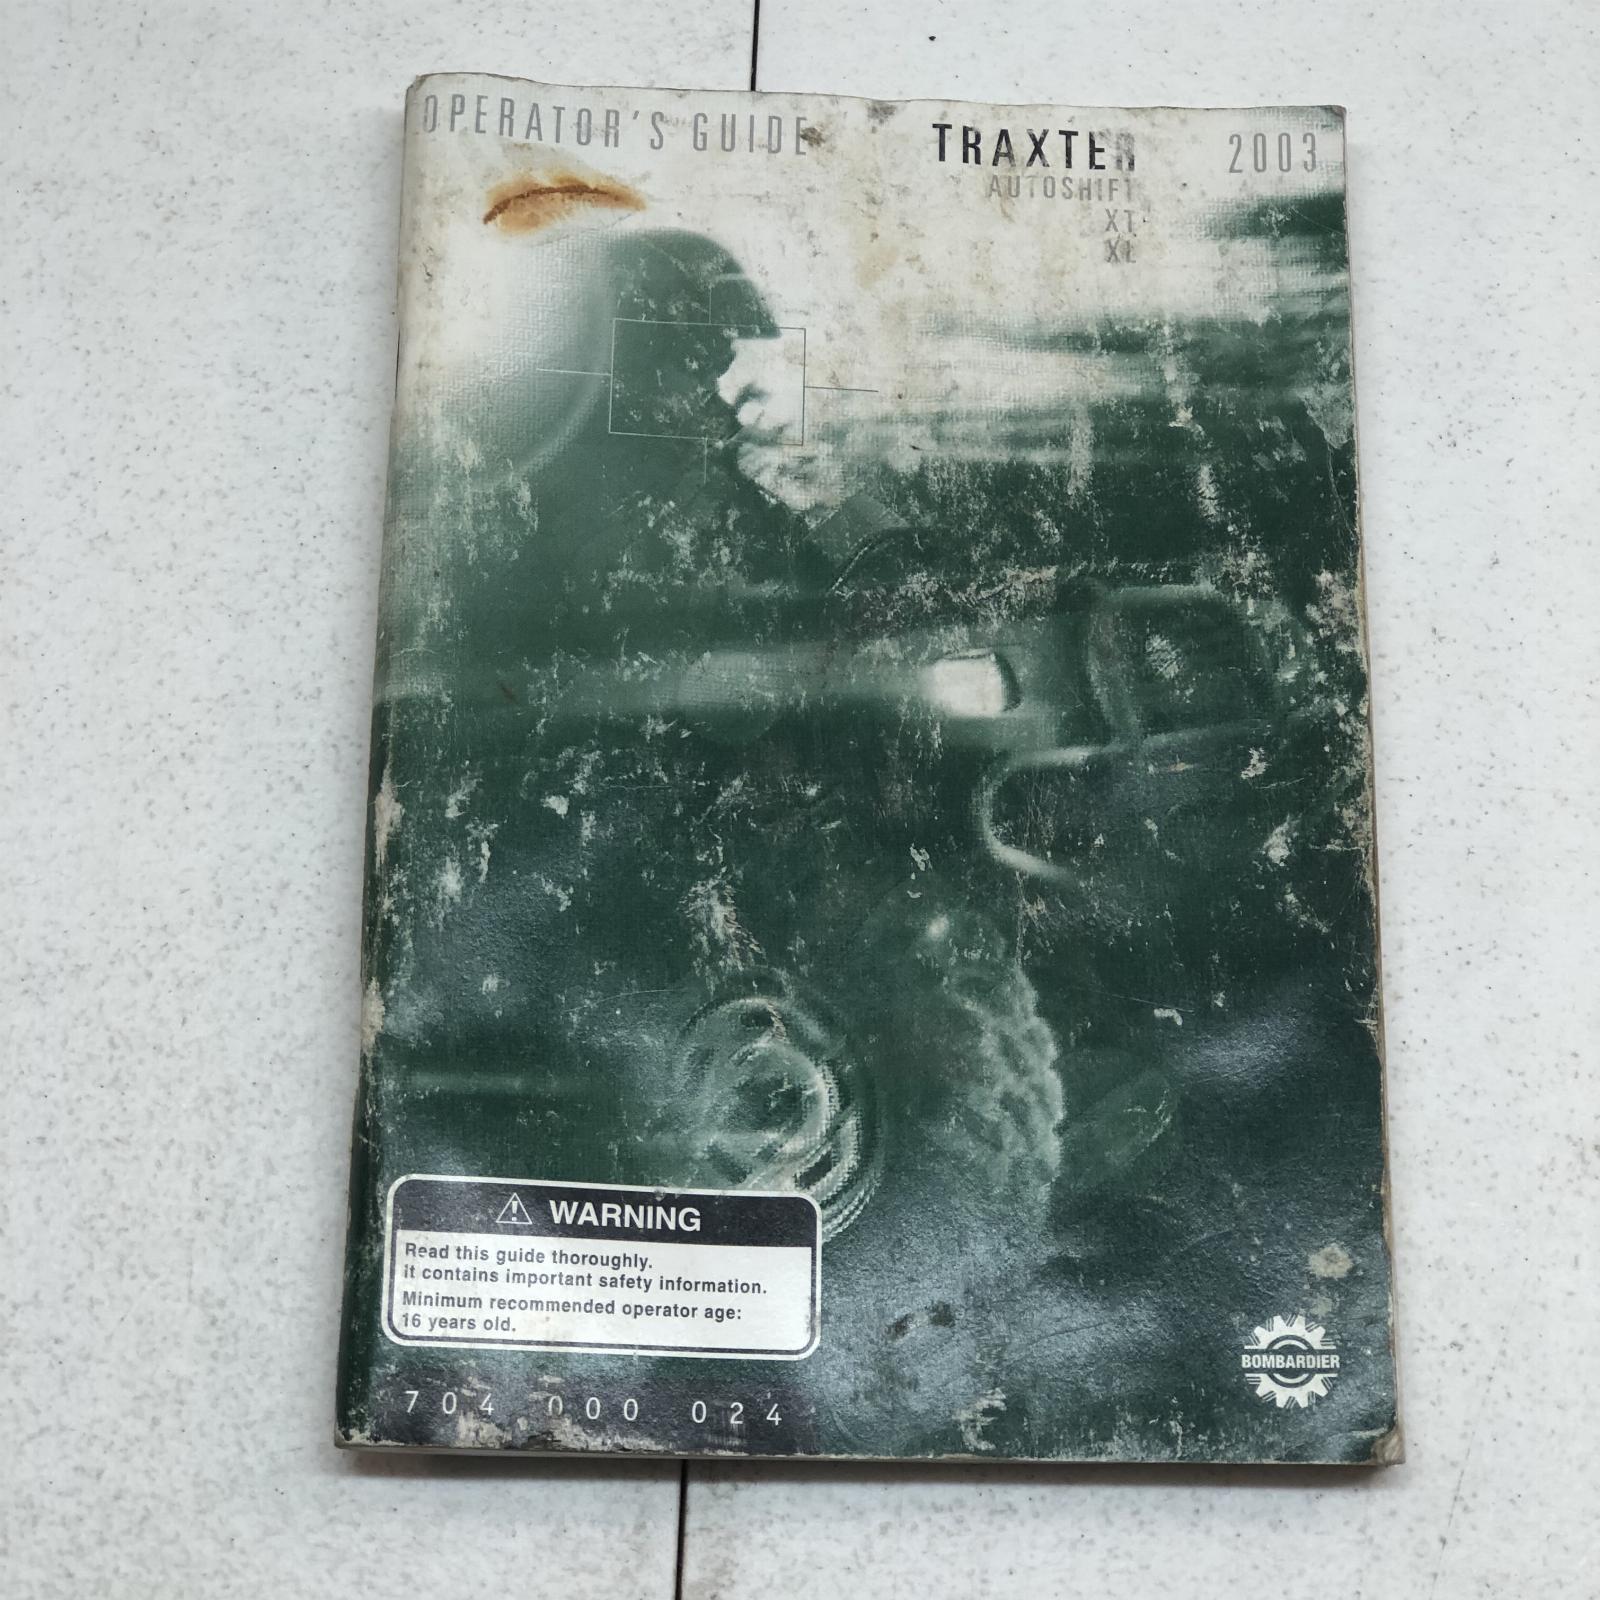 OPERATOR'S GUIDE
TRAXTER
2003
AUTOSHIFT
XT
XL
WARNING
Read this guide thoroughly.
It contains important safety information.
Minimum recommended operator age:
16 years old.
704 000 024
BOMBARDIER